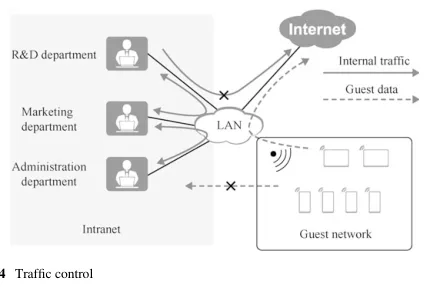 Internet
R&D department
Internal traffic
Guest data
Marketing
department
LAN
Administration
department
Intranet
Guest network
4 Traffic control